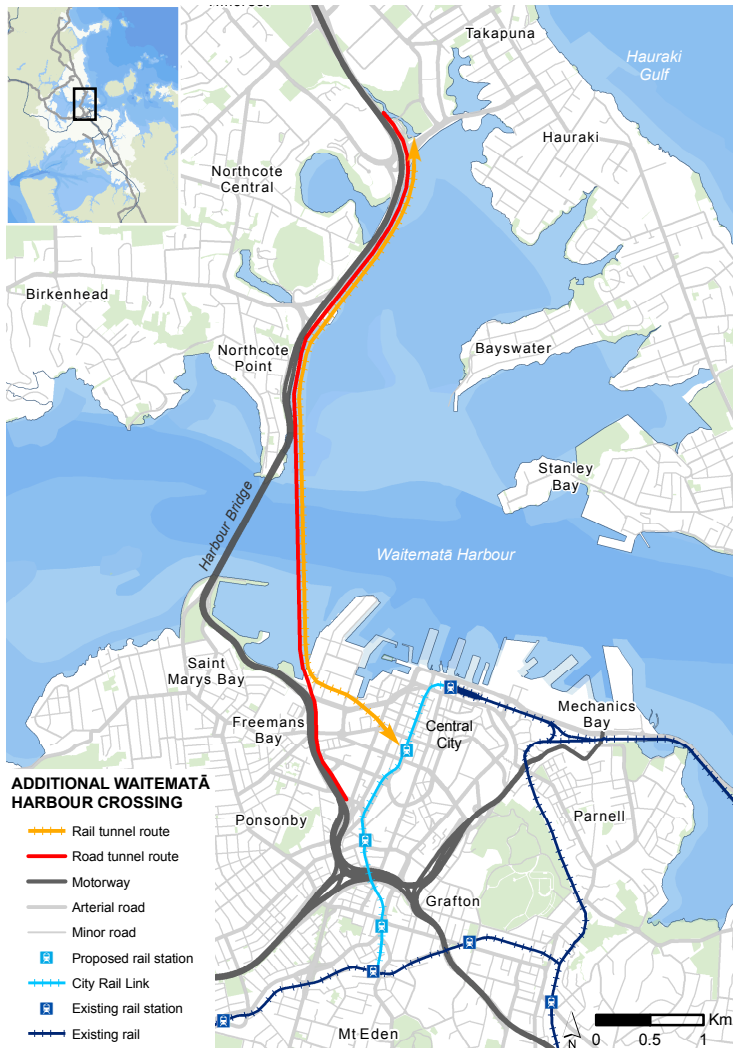 Takapuna
Hauraki
Gulf
Hauraki
Northcote
Central
Birkenhead
Northcote
Point
Bayswater
Harbour Bridge
Stanley
Bay
Waitematā Harbour
Saint
Marys Bay
Mechanics
Bay
Freemans
Bay
Central
City
ADDITIONAL WAITEMATĀ
HARBOUR CROSSING
Rail tunnel route
Road tunnel route
Motorway
Arterial road
Minor road
Proposed rail station
City Rail Link
Existing rail station
Existing rail
Ponsonby
Parnell
Grafton
Mt Eden
N
Km
0 0.5 1